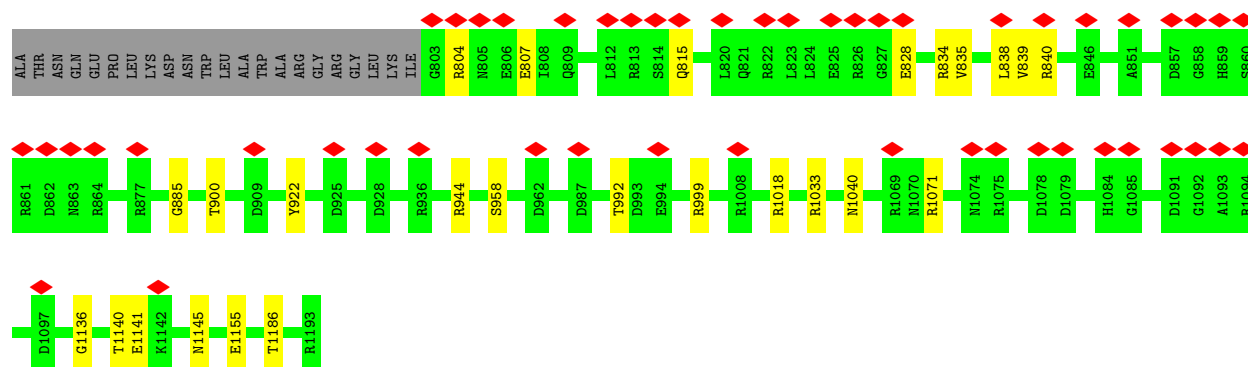 ALA THR ASN GLN GLU PRO LEU LYS ASP ASN TRP LEU ALA TRP ALA ARG GLY ARG GLY LEU LYS ILE G803 R804 N805 E806 E807 I808 Q809 L812 R813 S814 Q815 L820 Q821 R822 L823 L824 E825 R826 G827 E828 R834 V835 L838 V839 R840 E846 A851 D857 G858 H859 S860
R861 D862 N863 R864 R877 G885 T900 D909 Y922 D925 D928 R936 R944 S958 D962 D987 T992 D993 E994 R999 R1008 R1018 R1033 N1040 R1069 N1070 R1071 N1074 R1075 D1078 D1079 H1084 G1085 D1091 G1092 A1093 R1094
D1097 G1136 T1140 E1141 K1142 N1145 E1155 T1186 R1193